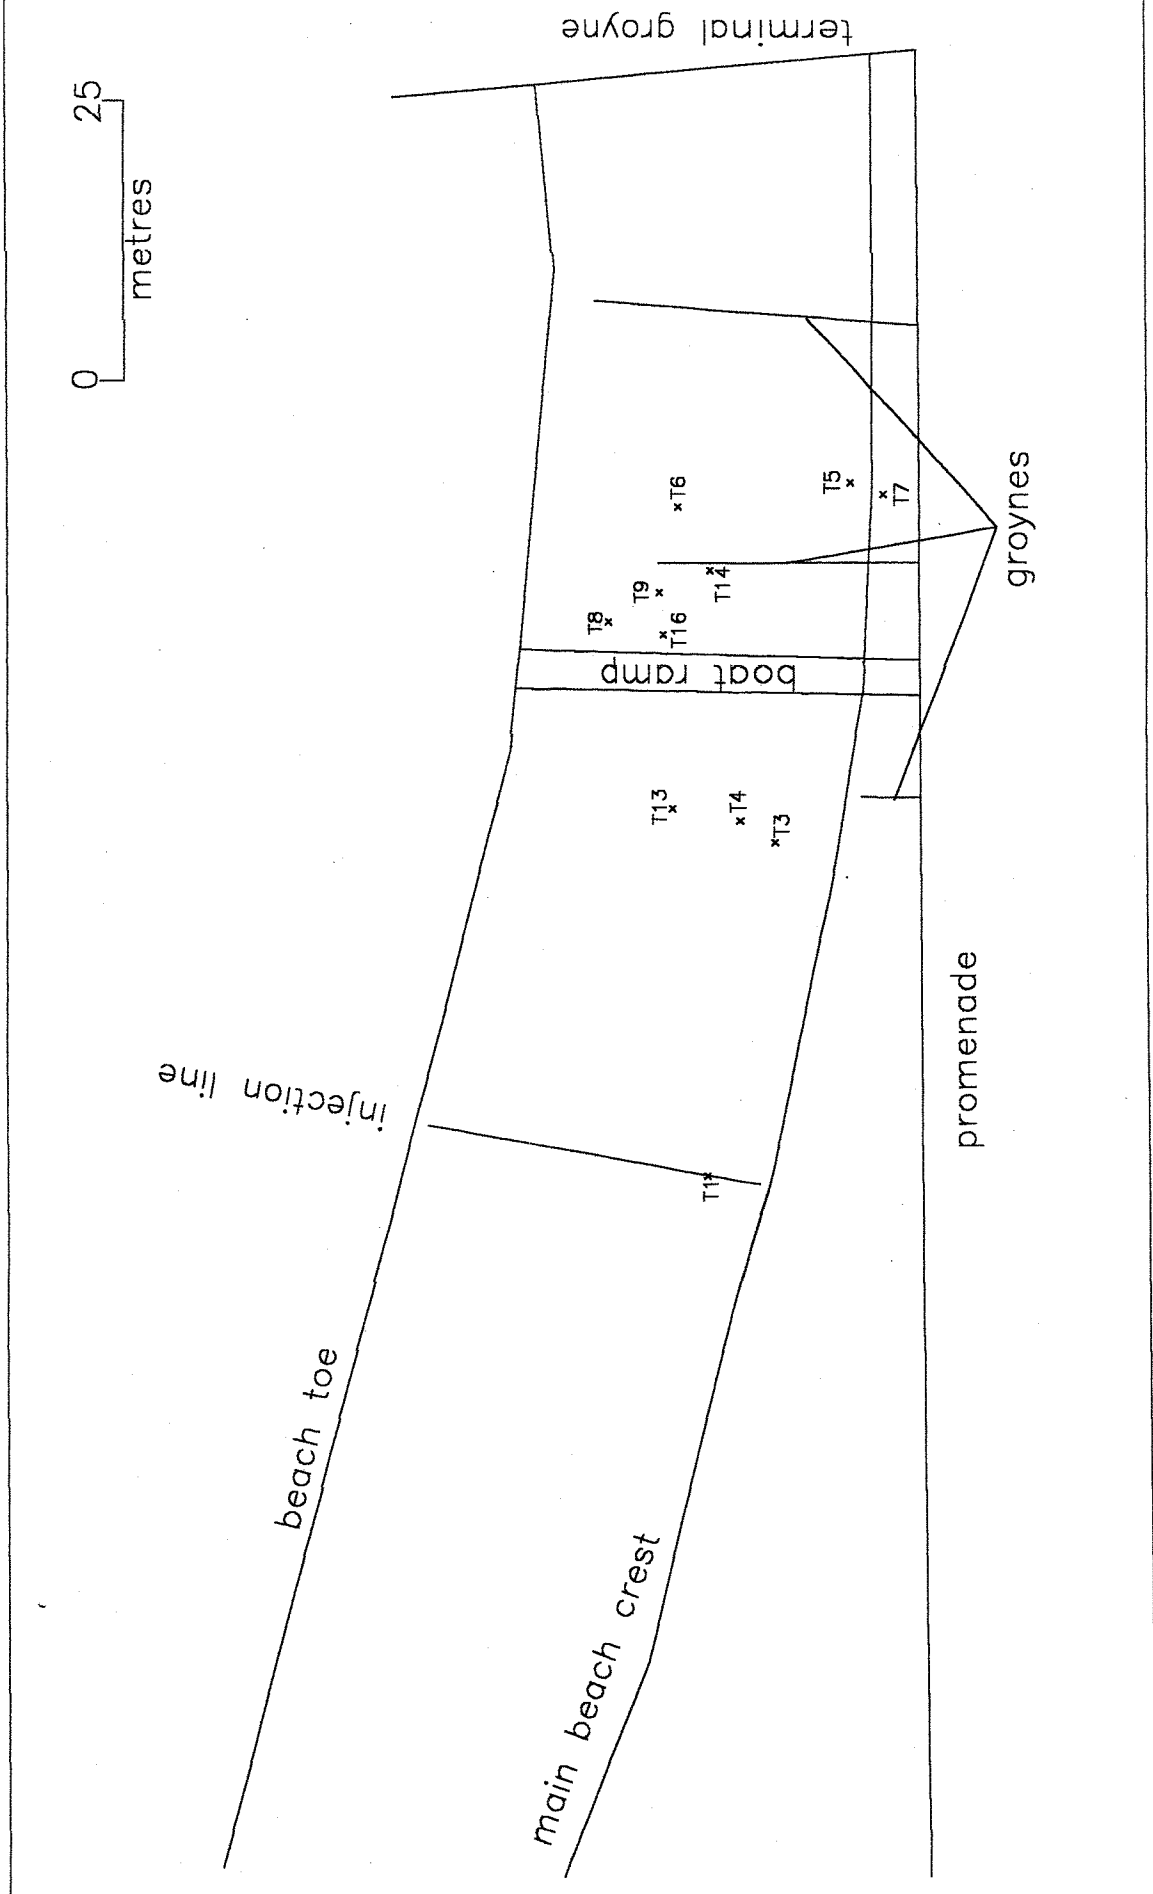 0 25
metres
terminal groyne
T6
T5
T7
T14
T9
T8
T16
boat ramp
groynes
T13
T4
T3
promenade
injection line
T1
beach toe
main beach crest